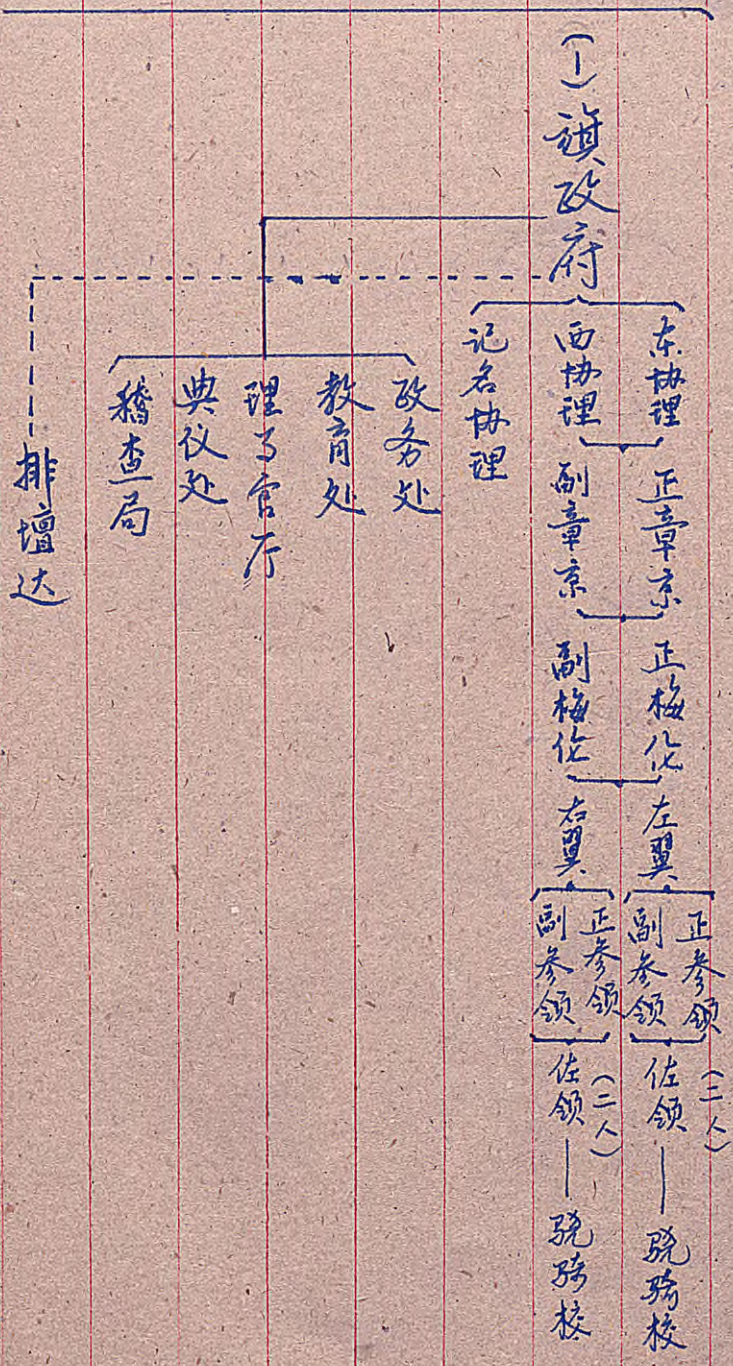 (一)旗政府
东协理
西协理
记名协理
正章京
副章京
正梅伦
副梅伦
左翼
右翼
正参领
副参领
正参领
副参领
(二人)
佐领——骁骑校
(二人)
佐领——骁骑校
政务处
教育处
理事官厅
典仪处
稽查局
排壇达